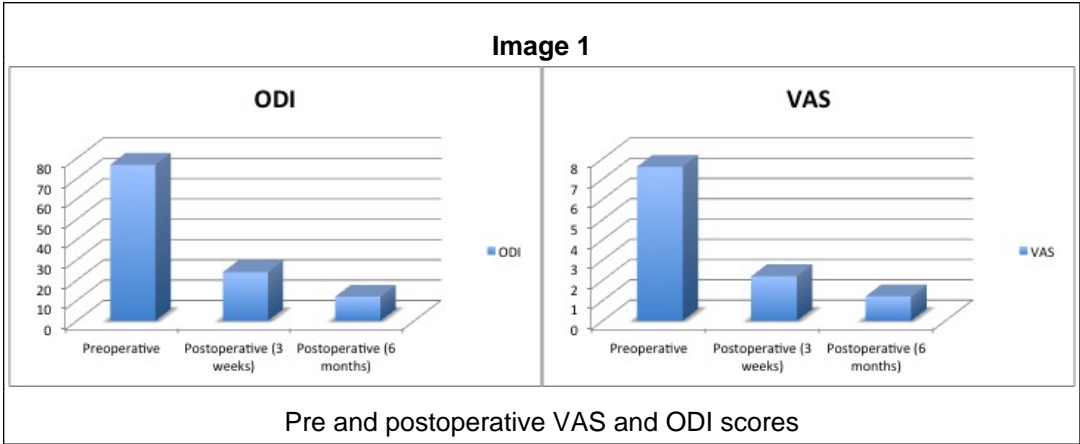 Image 1
ODI
80
70
60
50
40
30
20
10
0
Preoperative
Postoperative (3
weeks)
Postoperative (6
months)
ODI
VAS
8
7
6
5
4
3
2
1
0
Preoperative
Postoperative (3
weeks)
Postoperative (6
months)
VAS
Pre and postoperative VAS and ODI scores